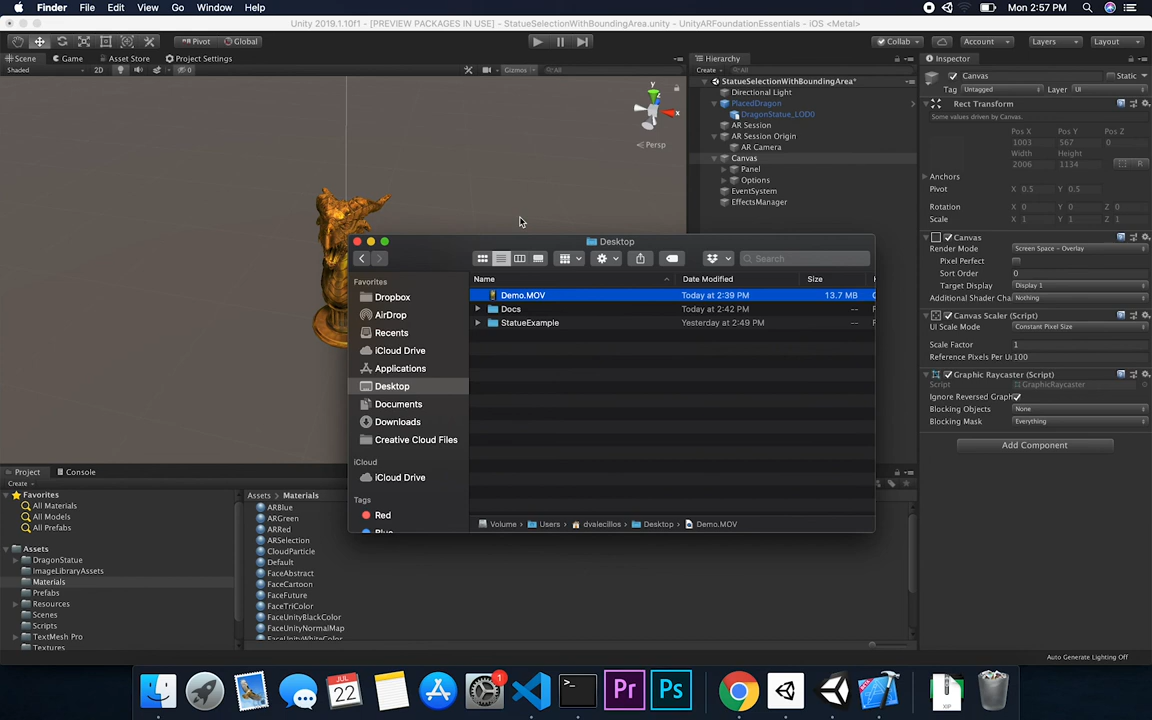 Finder File Edit View Go Window Help Mon 2:57 PM
Unity 2019.1.10f1 - [PREVIEW PACKAGES IN USE] - StatueSelectionWithBoundingArea.unity - UnityARFoundationEssentials - iOS <Metal>
Pivot Global Collab Account Layers Layout
Scene Game Asset Store Project Settings
Shaded 2D 0 Gizmos All
y
x
Persp
Hierarchy
Create All
StatueSelectionWithBoundingArea*
Directional Light
PlacedDragon
DragonStatue_LOD0
AR Session
AR Session Origin
AR Camera
Canvas
Panel
Options
EventSystem
EffectsManager
Inspector
Canvas Static
Tag Untagged Layer UI
Rect Transform
Some values driven by Canvas.
Pos X Pos Y Pos Z
1003 567 0
Width Height
2006 1134
R
Anchors
Pivot X 0.5 Y 0.5
Rotation X 0 Y 0 Z 0
Scale X 1 Y 1 Z 1
Canvas
Render Mode Screen Space - Overlay
Pixel Perfect
Sort Order 0
Target Display Display 1
Additional Shader Cha Nothing
Canvas Scaler (Script)
UI Scale Mode Constant Pixel Size
Scale Factor 1
Reference Pixels Per U 100
Graphic Raycaster (Script)
Script GraphicRaycaster
Ignore Reversed Graph
Blocking Objects None
Blocking Mask Everything
Add Component
Desktop
Search
Favorites
Dropbox
AirDrop
Recents
iCloud Drive
Applications
Desktop
Documents
Downloads
Creative Cloud Files
iCloud
iCloud Drive
Tags
Red
Blue
Name Date Modified Size
Demo.MOV Today at 2:39 PM 13.7 MB
Docs Today at 2:42 PM --
StatueExample Yesterday at 2:49 PM --
Volume › Users › dvalecillos › Desktop › Demo.MOV
Project Console
Create
Favorites
All Materials
All Models
All Prefabs
Assets
DragonStatue
ImageLibraryAssets
Materials
Prefabs
Resources
Scenes
Scripts
TextMesh Pro
Textures
Assets › Materials
ARBlue
ARGreen
ARRed
ARSelection
CloudParticle
Default
FaceAbstract
FaceCartoon
FaceFuture
FaceTriColor
FaceUnityBlackColor
FaceUnityNormalMap
FaceUnityWhiteColor
Auto Generate Lighting Off
JUL
22
1
Pr
Ps
XIP